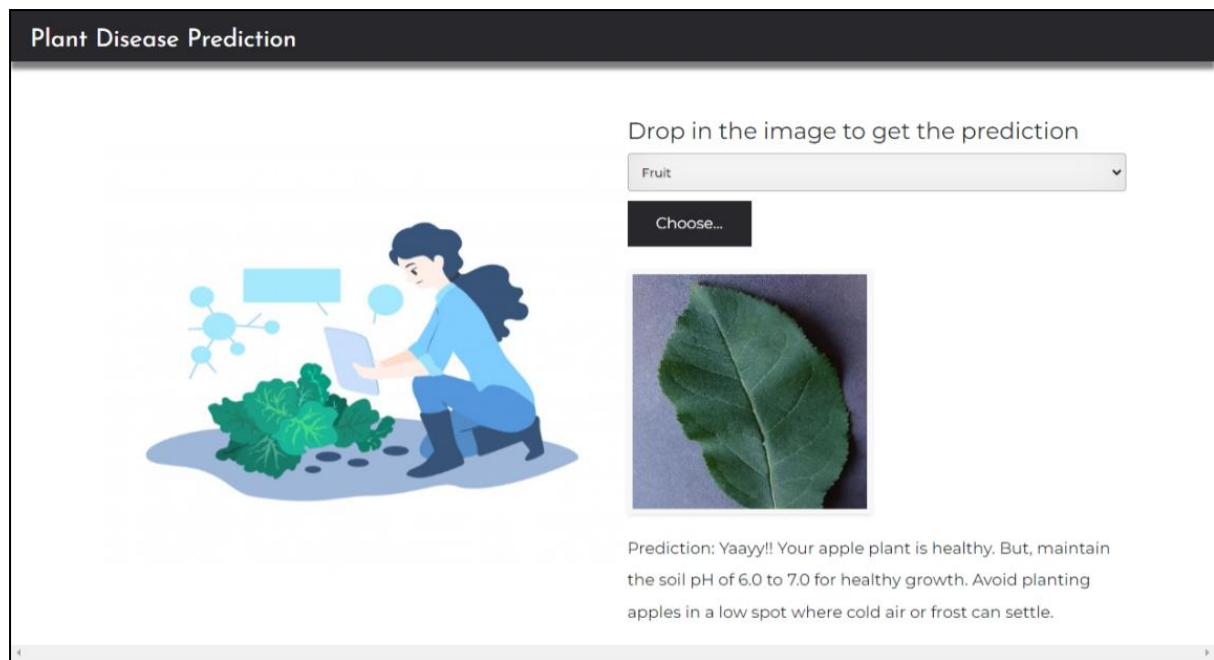 Plant Disease Prediction
Drop in the image to get the prediction
Fruit
Choose...
Prediction: Yaayy!! Your apple plant is healthy. But, maintain
the soil pH of 6.0 to 7.0 for healthy growth. Avoid planting
apples in a low spot where cold air or frost can settle.